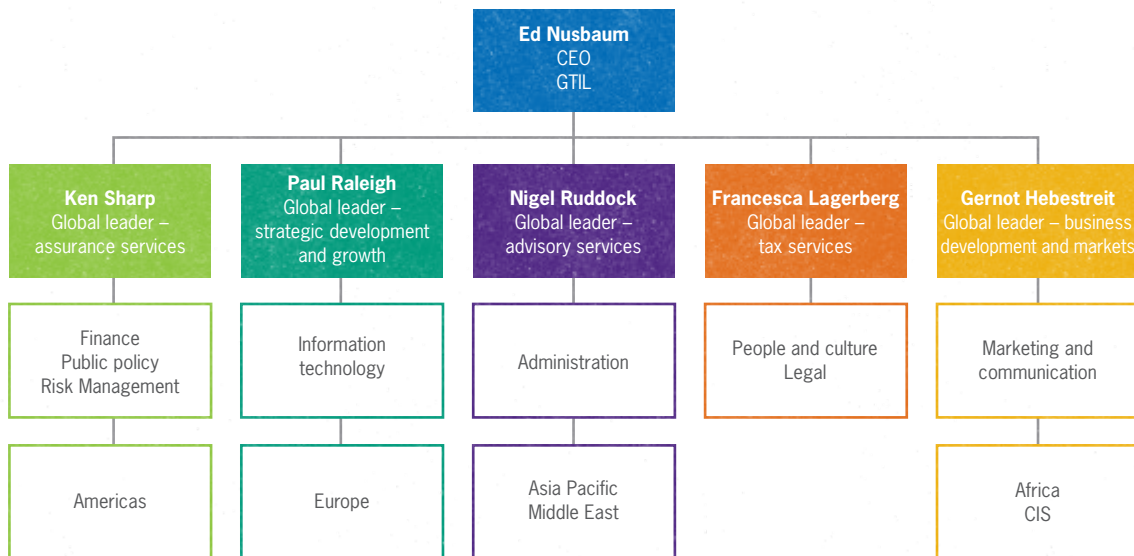 Ed Nusbaum
CEO
GTIL
Ken Sharp
Global leader –
assurance services
Paul Raleigh
Global leader –
strategic development
and growth
Nigel Ruddock
Global leader –
advisory services
Francesca Lagerberg
Global leader –
tax services
Gernot Hebestreit
Global leader – business
development and markets
Finance
Public policy
Risk Management
Information
technology
Administration
People and culture
Legal
Marketing and
communication
Americas
Europe
Asia Pacific
Middle East
Africa
CIS